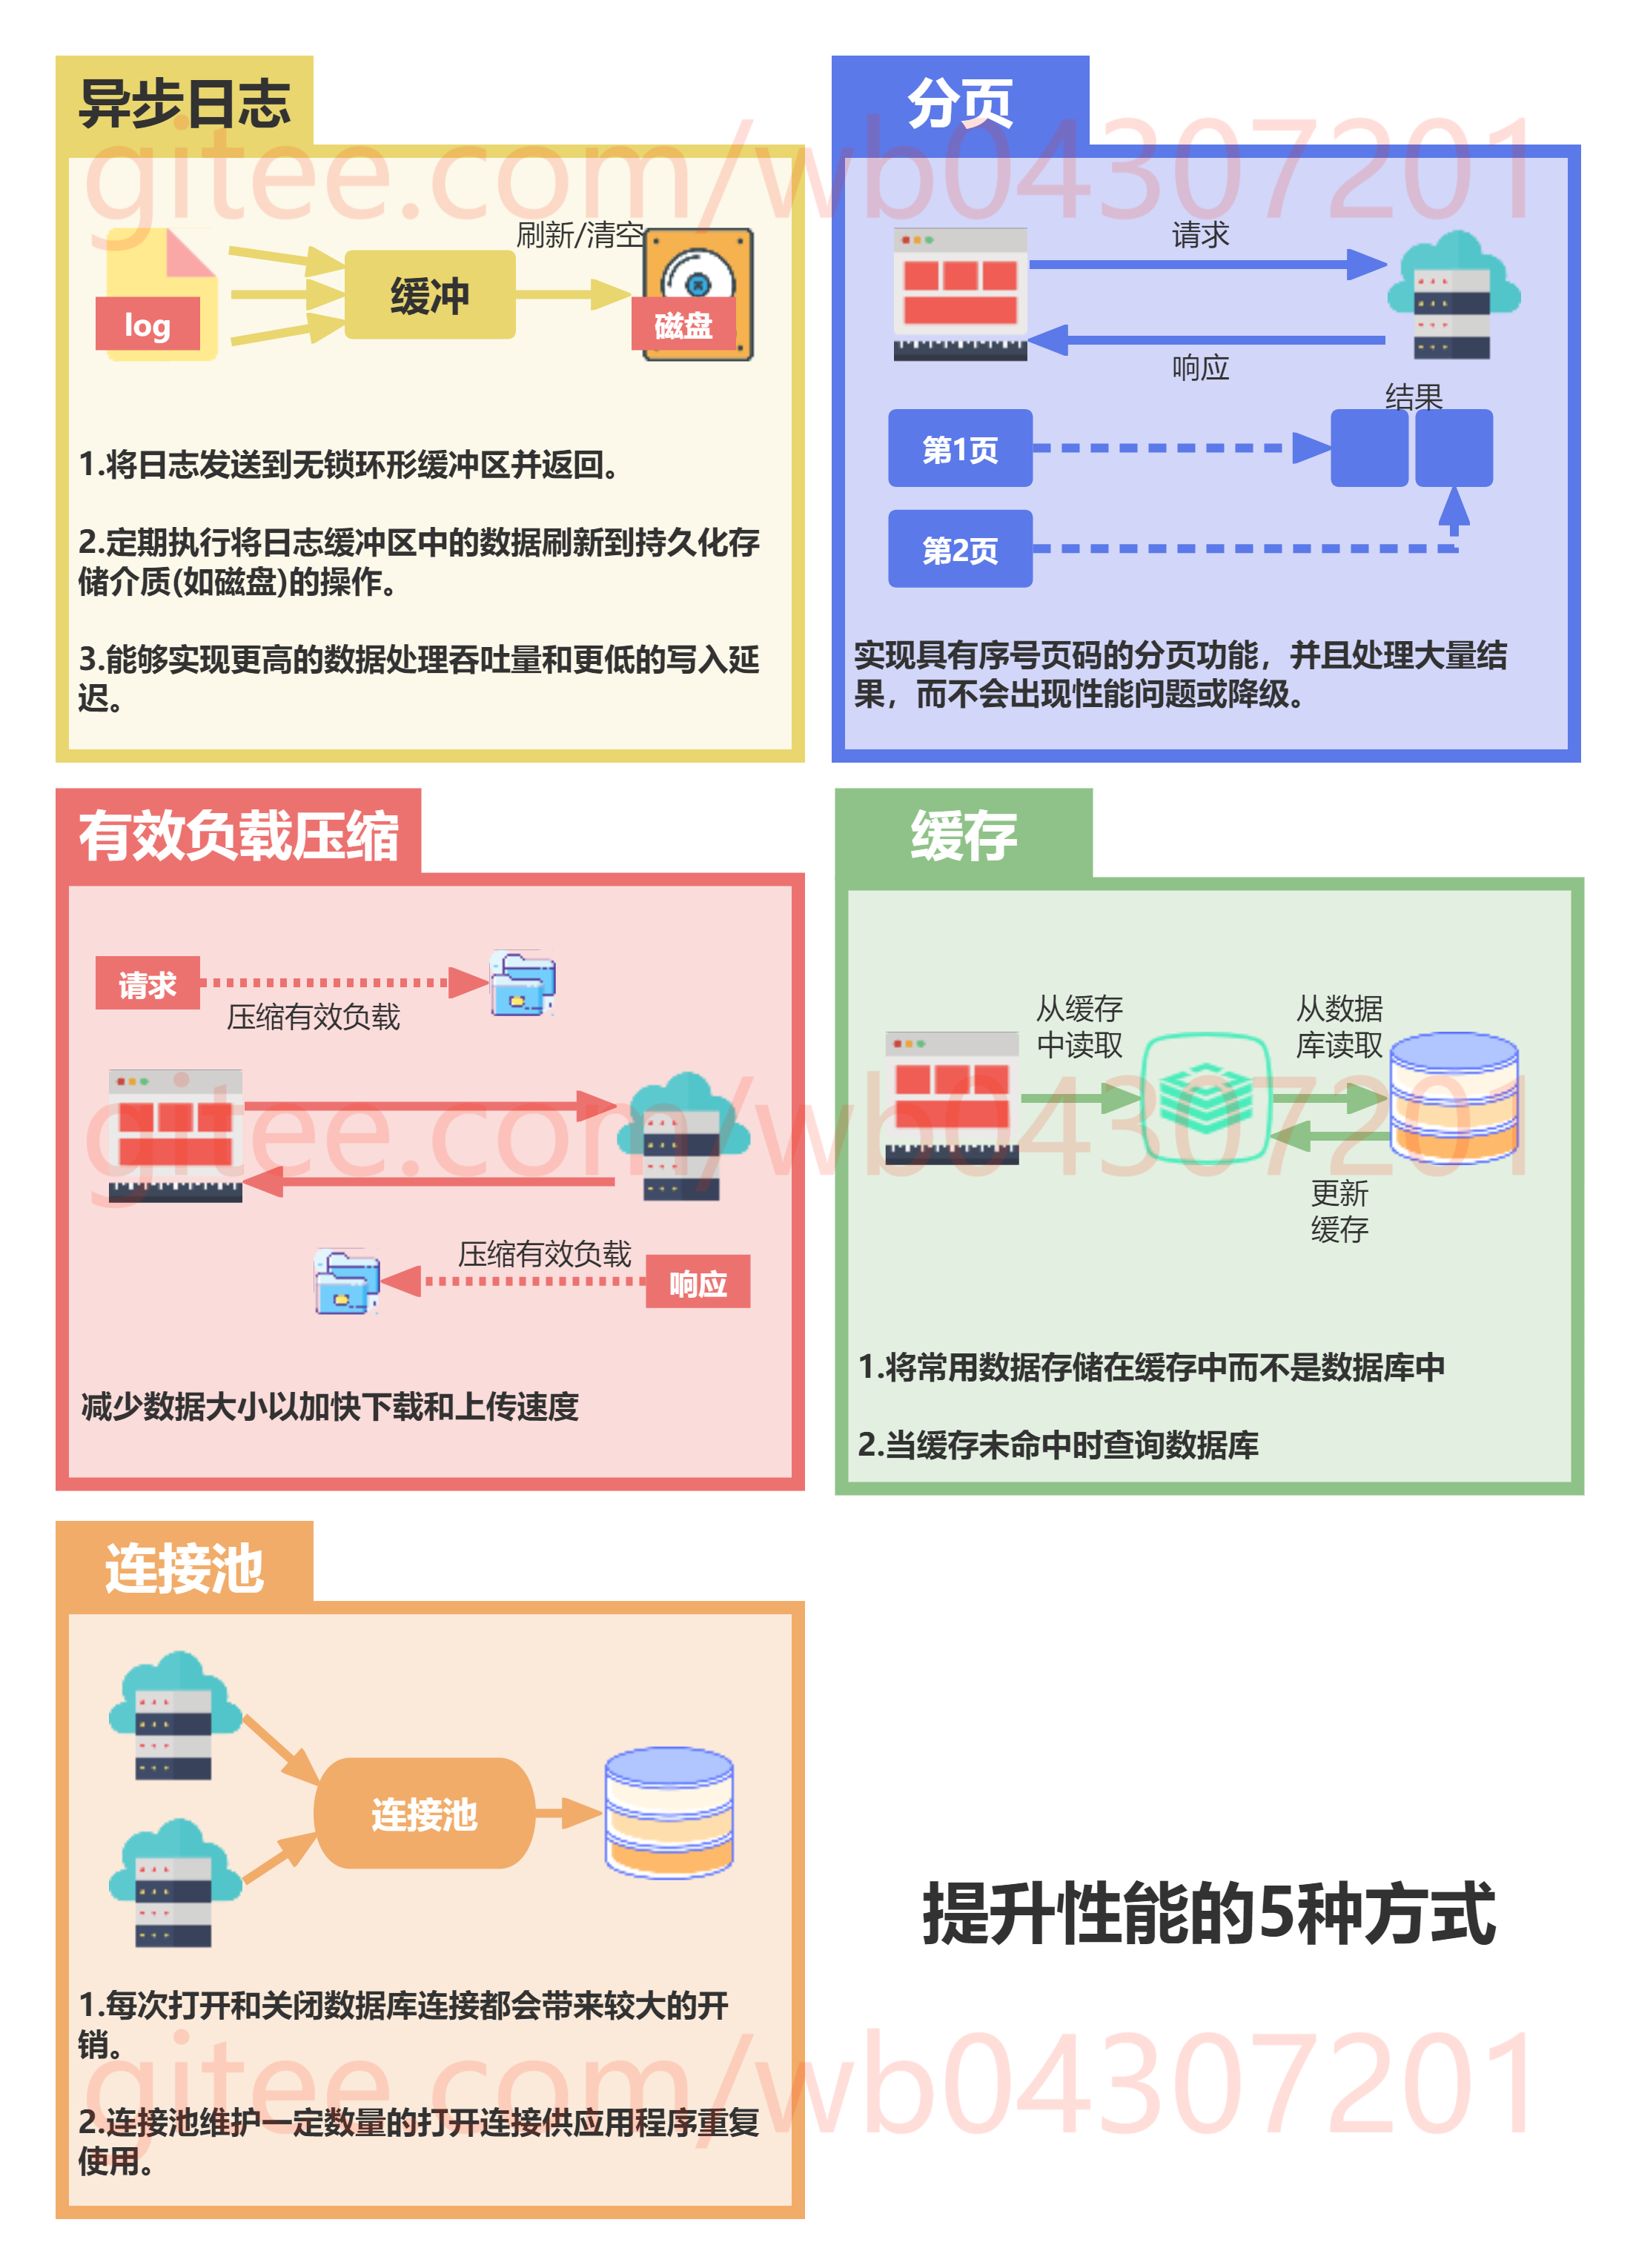 异步日志
log
缓冲
刷新/清空
磁盘
1.将日志发送到无锁环形缓冲区并返回。
2.定期执行将日志缓冲区中的数据刷新到持久化存
储介质(如磁盘)的操作。
3.能够实现更高的数据处理吞吐量和更低的写入延
迟。
分页
请求
响应
结果
第1页
第2页
实现具有序号页码的分页功能，并且处理大量结
果，而不会出现性能问题或降级。
gitee.com/wb04307201
有效负载压缩
请求
压缩有效负载
压缩有效负载
响应
减少数据大小以加快下载和上传速度
缓存
从缓存
中读取
从数据
库读取
更新
缓存
1.将常用数据存储在缓存中而不是数据库中
2.当缓存未命中时查询数据库
gitee.com/wb04307201
连接池
连接池
1.每次打开和关闭数据库连接都会带来较大的开
销。
2.连接池维护一定数量的打开连接供应用程序重复
使用。
提升性能的5种方式
gitee.com/wb04307201